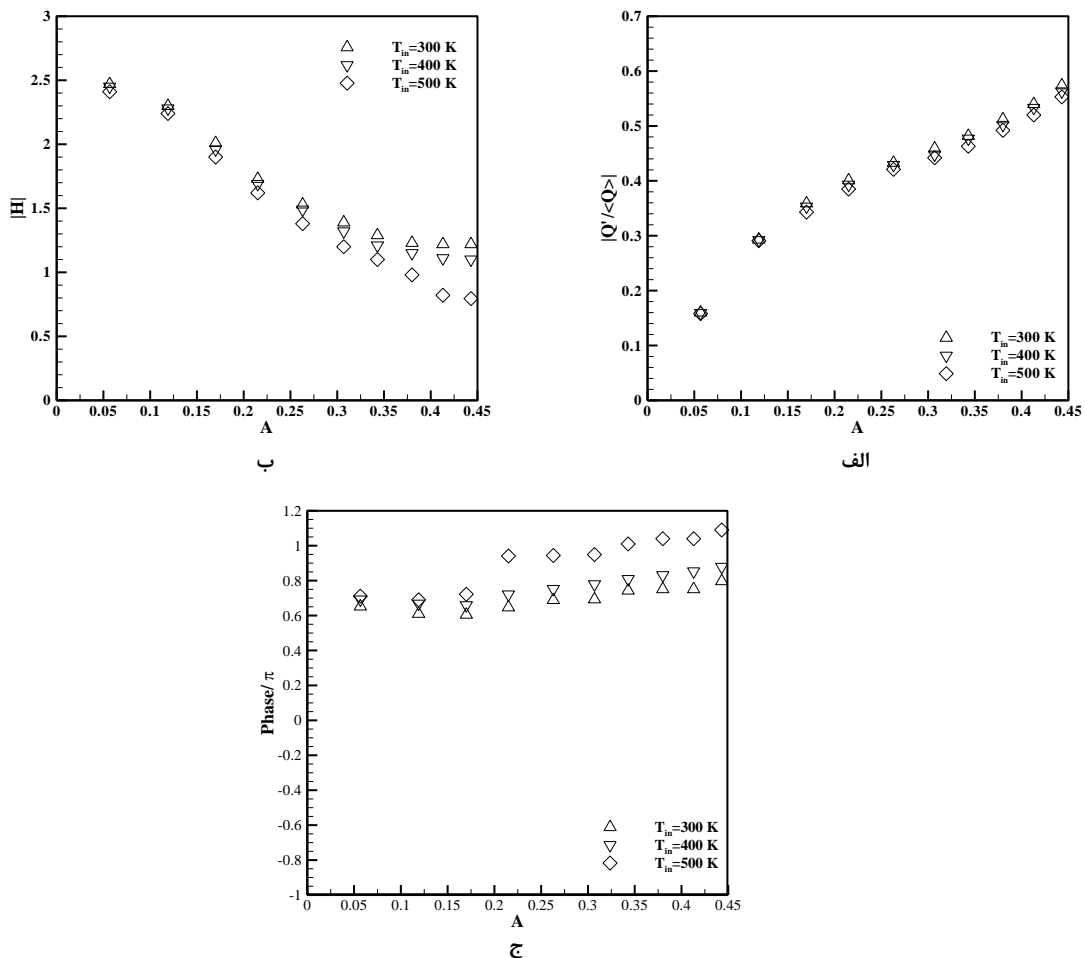 3
2.5
2
1.5
1
0.5
0
|H|
0 0.05 0.1 0.15 0.2 0.25 0.3 0.35 0.4 0.45
A
T_in=300 K
T_in=400 K
T_in=500 K
ب
0.7
0.6
0.5
0.4
0.3
0.2
0.1
0
|Q'/<Q>|
0 0.05 0.1 0.15 0.2 0.25 0.3 0.35 0.4 0.45
A
T_in=300 K
T_in=400 K
T_in=500 K
الف
1.2
1
0.8
0.6
0.4
0.2
0
-0.2
-0.4
-0.6
-0.8
-1
Phase/ π
0 0.05 0.1 0.15 0.2 0.25 0.3 0.35 0.4 0.45
A
T_in=300 K
T_in=400 K
T_in=500 K
ج